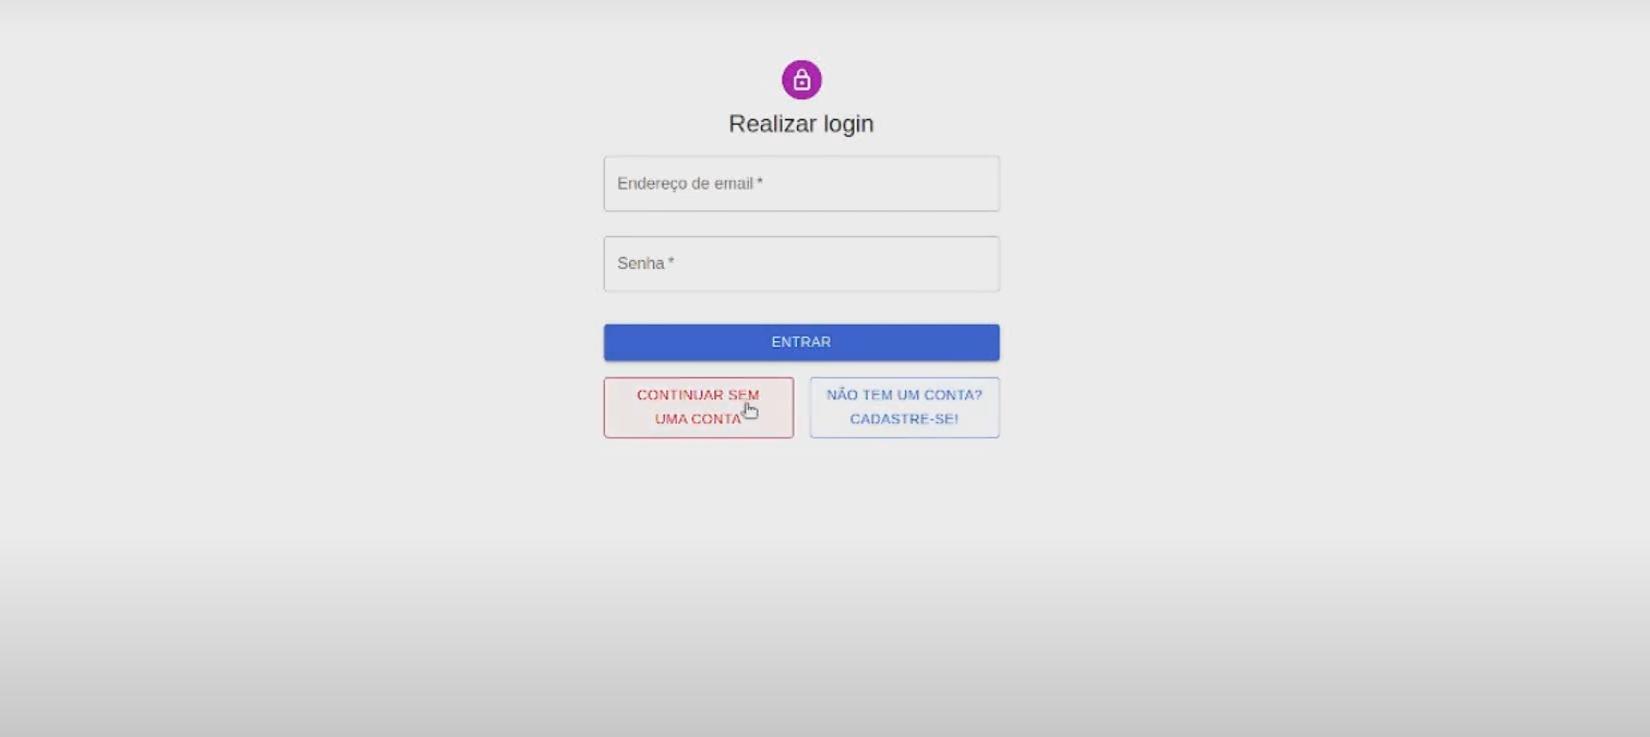 Realizar login
Endereço de email *
Senha *
ENTRAR
CONTINUAR SEM
UMA CONTA
NÃO TEM UM CONTA?
CADASTRE-SE!